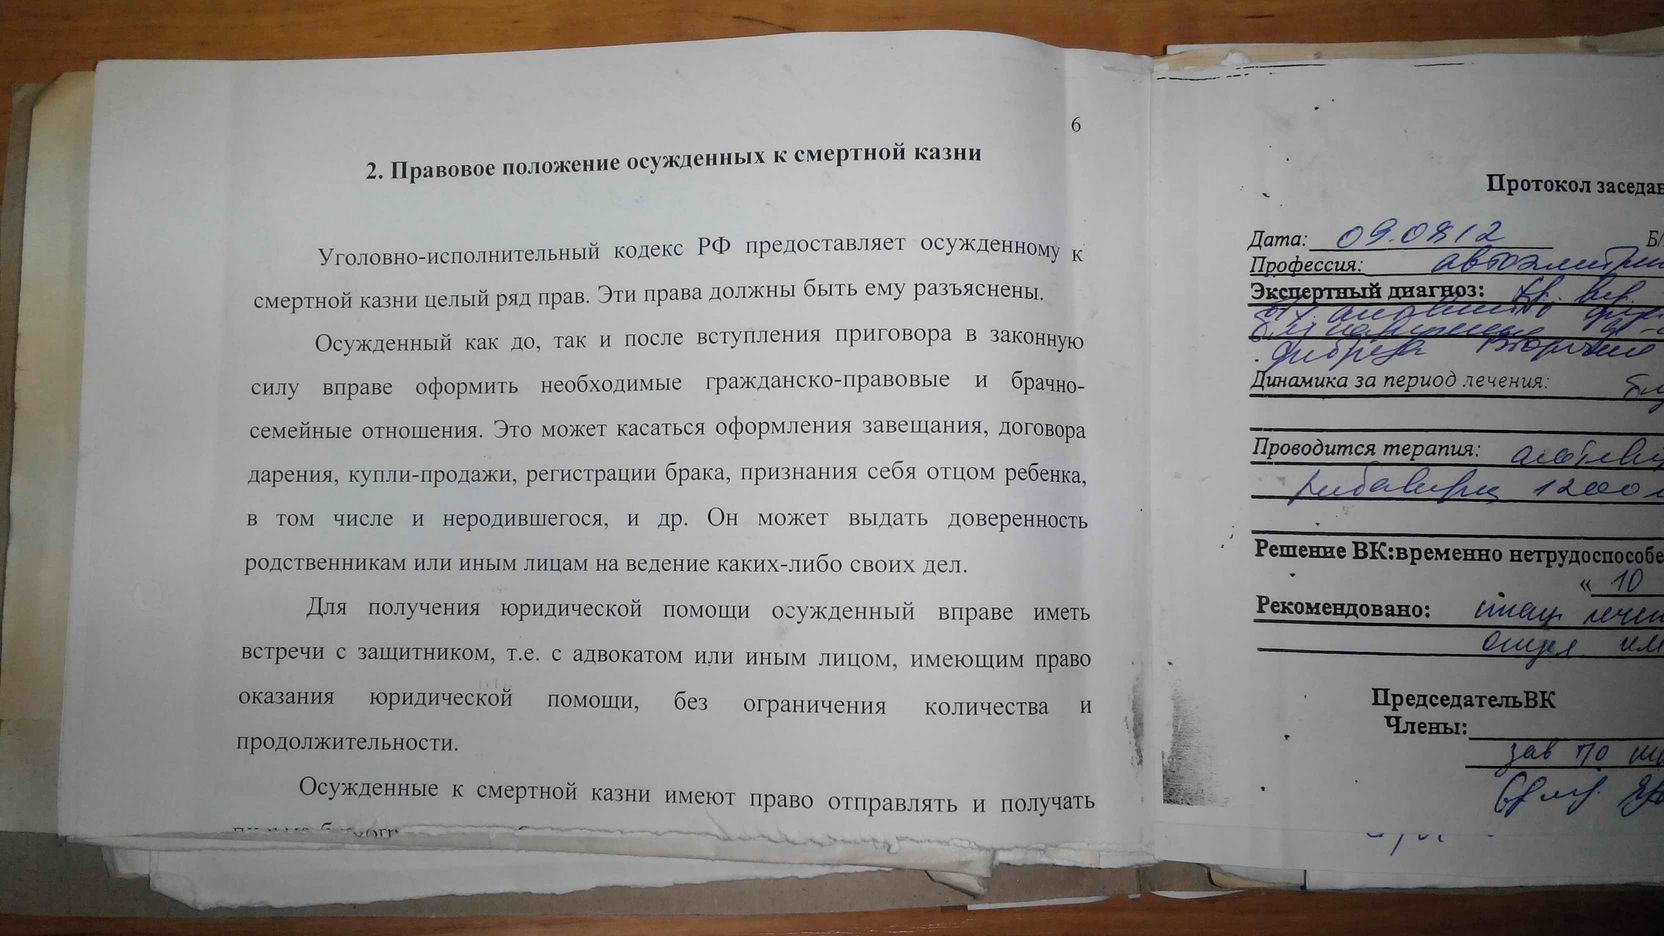 6
2. Правовое положение осужденных к смертной казни
Уголовно-исполнительный кодекс РФ предоставляет осужденному к
смертной казни целый ряд прав. Эти права должны быть ему разъяснены.
Осужденный как до, так и после вступления приговора в законную
силу вправе оформить необходимые гражданско-правовые и брачно-
семейные отношения. Это может касаться оформления завещания, договора
дарения, купли-продажи, регистрации брака, признания себя отцом ребенка,
в том числе и неродившегося, и др. Он может выдать доверенность
родственникам или иным лицам на ведение каких-либо своих дел.
Для получения юридической помощи осужденный вправе иметь
встречи с защитником, т.е. с адвокатом или иным лицом, имеющим право
оказания юридической помощи, без ограничения количества и
продолжительности.
Осужденные к смертной казни имеют право отправлять и получать
Протокол заседан
Дата: 09.08.12 Б/
Профессия:
Экспертный диагноз:
Динамика за период лечения:
Проводится терапия:
1200
Решение ВК:временно нетрудоспособе
« 10
Рекомендовано: стац лечен
ПредседательВК
Члены:
зав по